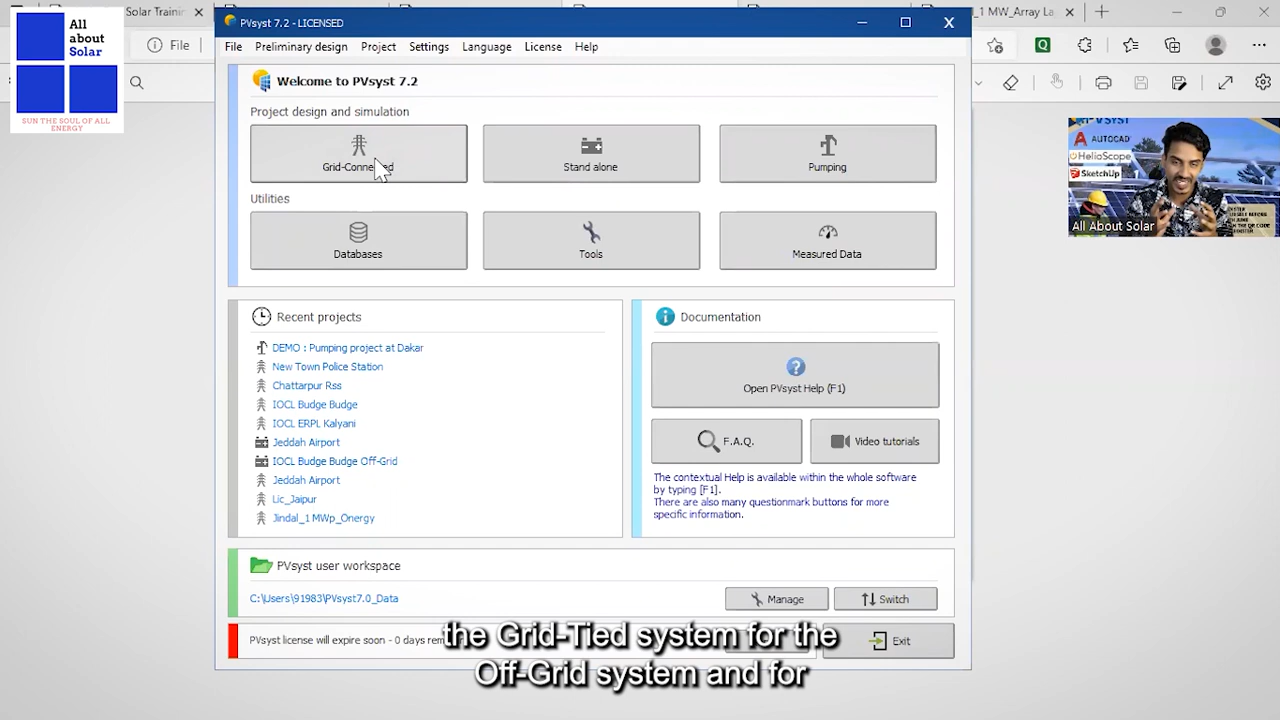 Solar Training
1 MW_Array La
All
about
Solar
SUN THE SOUL OF ALL
ENERGY
File
PVsyst 7.2 - LICENSED
File Preliminary design Project Settings Language License Help
Welcome to PVsyst 7.2
Project design and simulation
Grid-Conne
Stand alone
Pumping
Utilities
Databases
Tools
Measured Data
Recent projects
DEMO : Pumping project at Dakar
New Town Police Station
Chattarpur Rss
IOCL Budge Budge
IOCL ERPL Kalyani
Jeddah Airport
IOCL Budge Budge Off-Grid
Jeddah Airport
Lic_Jaipur
Jindal_1 MWp_Onergy
Documentation
Open PVsyst Help (F1)
F.A.Q.
Video tutorials
The contextual Help is available within the whole software
by typing [F1].
There are also many questionmark buttons for more
specific information.
PVsyst user workspace
C:\Users\91983\PVsyst7.0_Data
Manage
Switch
PVsyst license will expire soon - 0 days rem
Exit
PVSYST
AUTOCAD
HelioScope
SketchUp
All About Solar
the Grid-Tied system for the
Off-Grid system and for